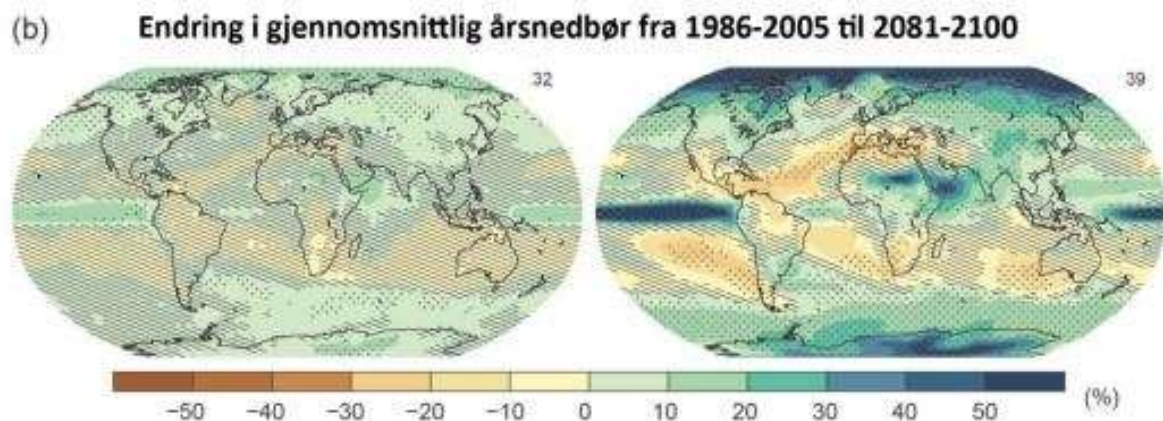 (b) Endring i gjennomsnittlig årsnedbør fra 1986-2005 til 2081-2100
32
39
−50 −40 −30 −20 −10 0 10 20 30 40 50 (%)